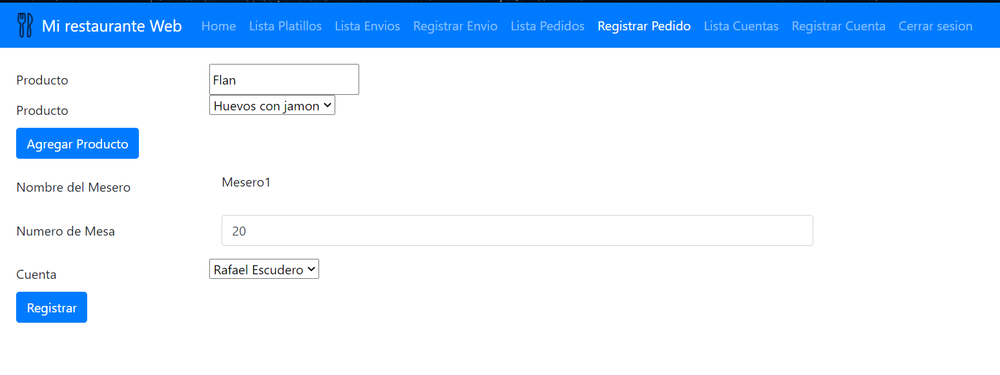 Mi restaurante Web Home Lista Platillos Lista Envios Registrar Envio Lista Pedidos Registrar Pedido Lista Cuentas Registrar Cuenta Cerrar sesion
Producto Flan
Producto Huevos con jamon
Agregar Producto
Nombre del Mesero Mesero1
Numero de Mesa 20
Cuenta Rafael Escudero
Registrar